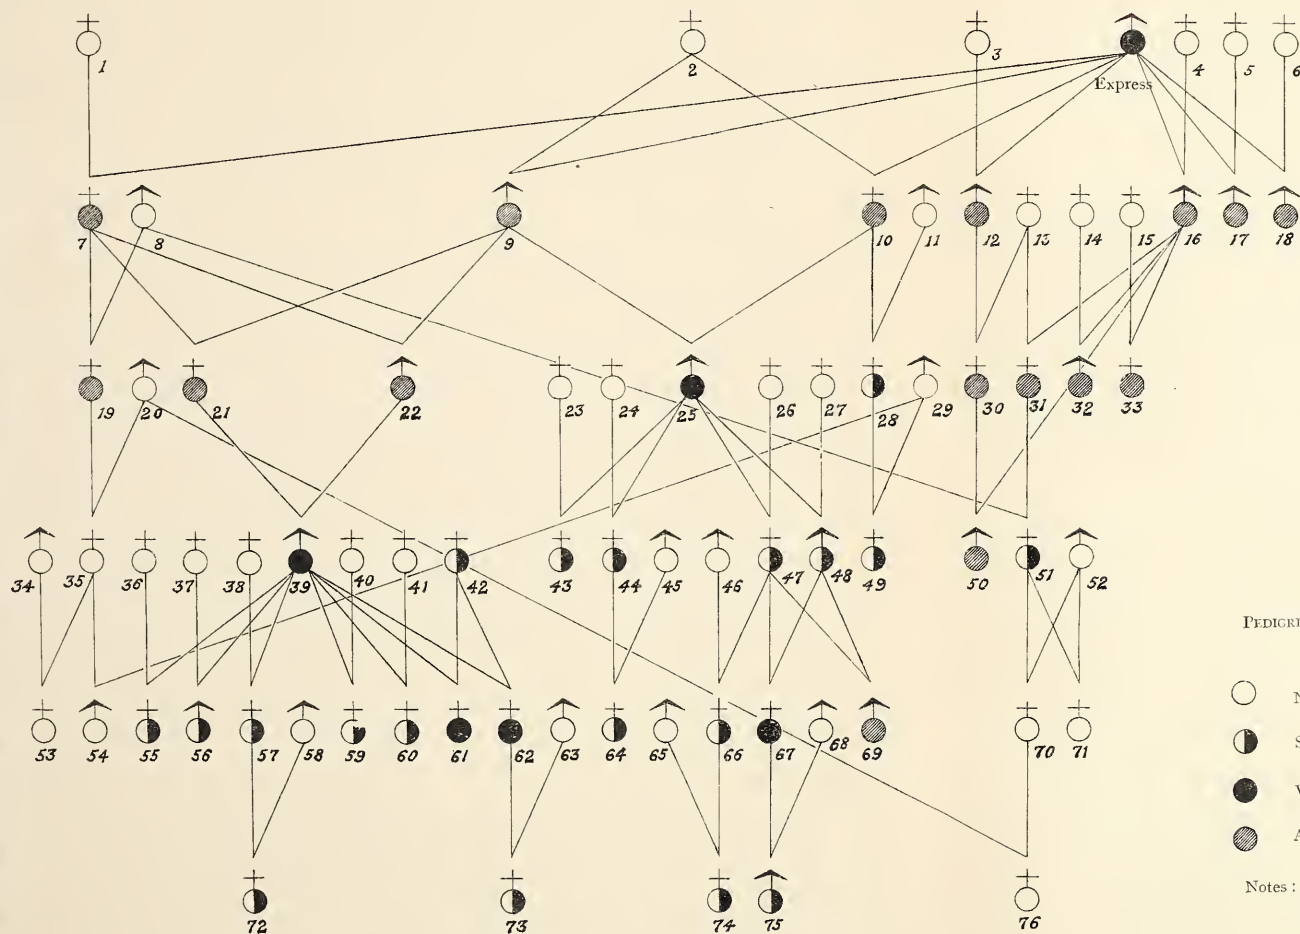 1 2 3 4 5 6
Express
7 8 9 10 11 12 13 14 15 16 17 18
19 20 21 22 23 24 25 26 27 28 29 30 31 32 33
34 35 36 37 38 39 40 41 42 43 44 45 46 47 48 49 50 51 52
PEDIGRE
N
53 54 55 56 57 58 59 60 61 62 63 64 65 66 67 68 69 70 71
S
V
A
Notes :
72 73 74 75 76